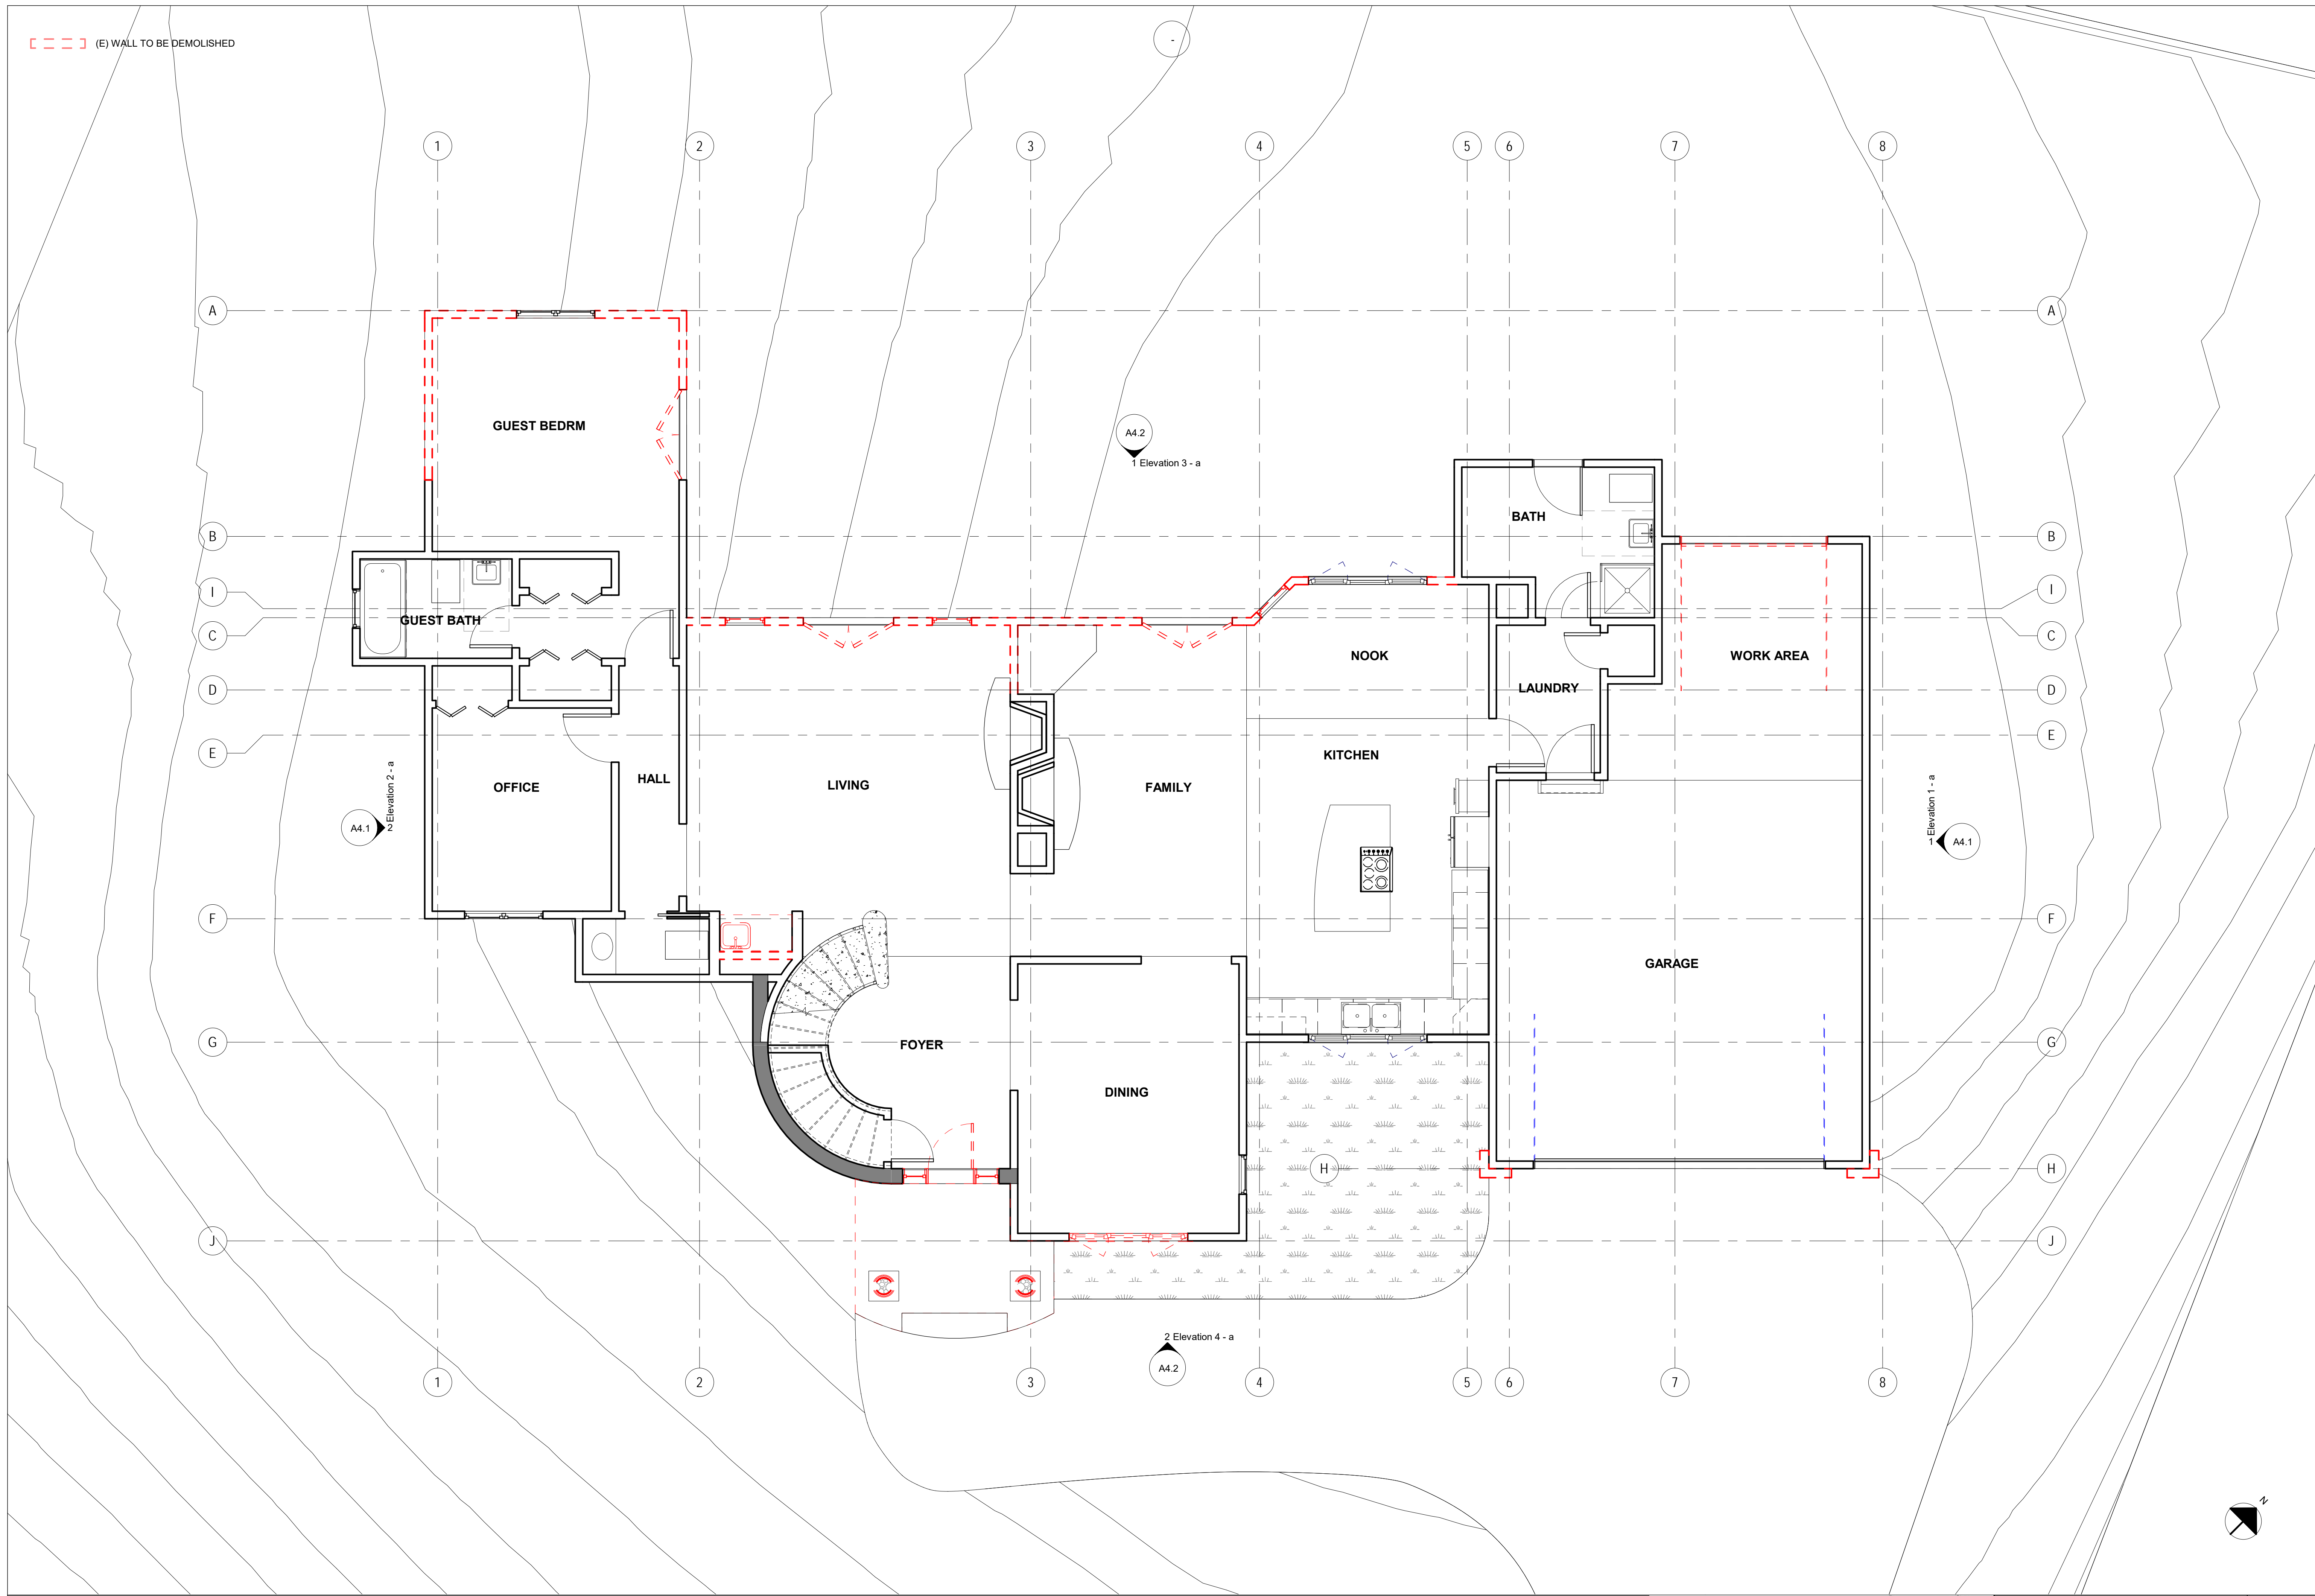 (E) WALL TO BE DEMOLISHED
-
1 2 3 4 5 6 7 8
A A
GUEST BEDRM
A4.2
1 Elevation 3 - a
BATH
B B
I I
GUEST BATH
C C
NOOK
WORK AREA
D D
LAUNDRY
E E
KITCHEN
HALL
LIVING
OFFICE
FAMILY
A4.1
2
Elevation 2 - a
1
Elevation 1 - a
A4.1
F F
GARAGE
G G
FOYER
DINING
H H
J J
2 Elevation 4 - a
A4.2
1 2 3 4 5 6 7 8
N